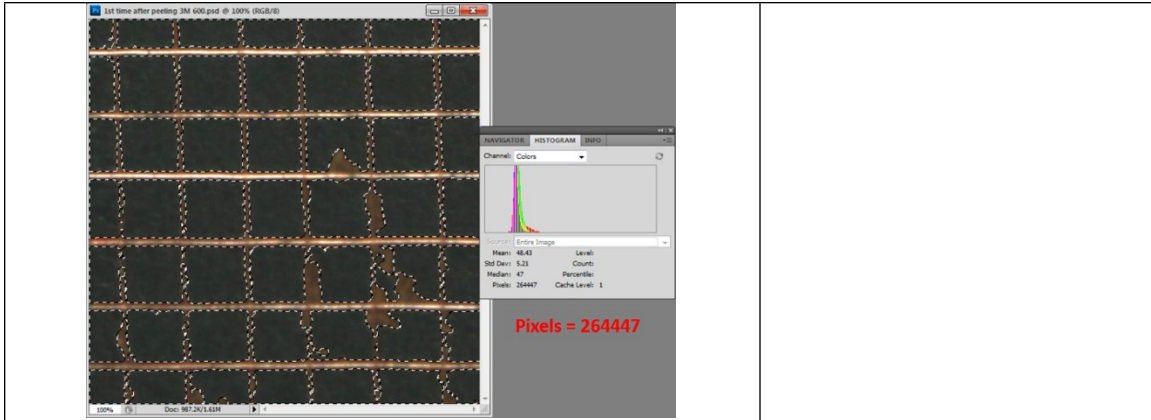 Ps 1st time after peeling 3M 600.psd @ 100% (RGB/8)
NAVIGATOR HISTOGRAM INFO
Channel: Colors
Source: Entire Image
Mean: 48.43 Level:
Std Dev: 5.21 Count:
Median: 47 Percentile:
Pixels: 264447 Cache Level: 1
Pixels = 264447
100% Doc: 987.2K/1.61M